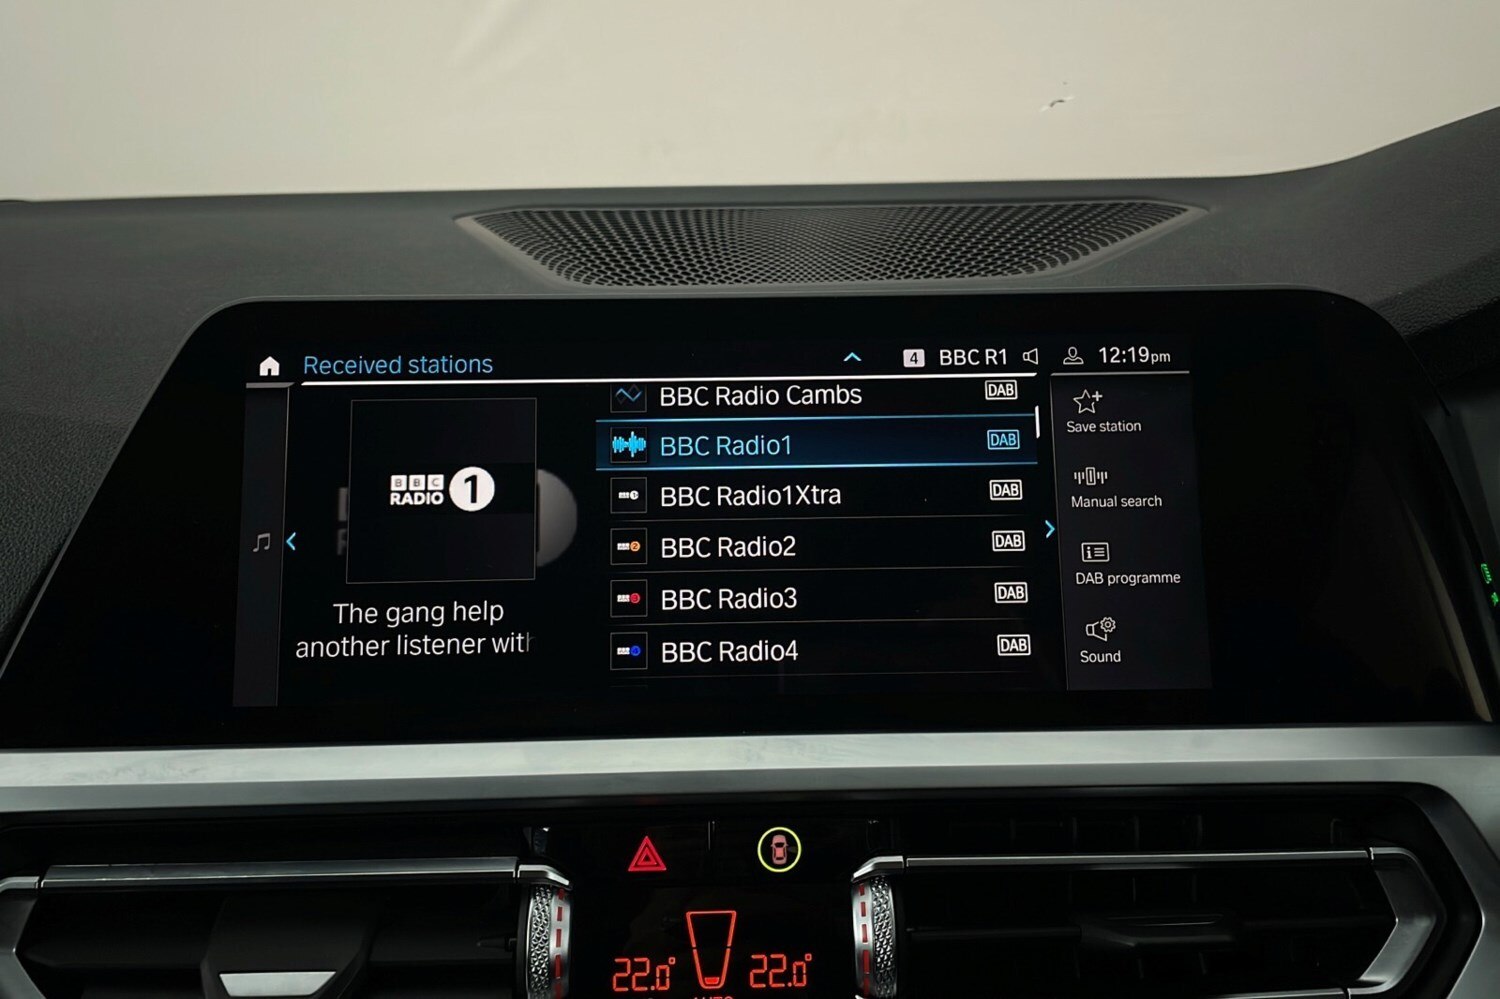 Received stations
4 BBC R1
12:19pm
BBC RADIO 1
The gang help
another listener with
BBC Radio Cambs DAB
BBC Radio1 DAB
BBC Radio1Xtra DAB
BBC Radio2 DAB
BBC Radio3 DAB
BBC Radio4 DAB
Save station
Manual search
DAB programme
Sound
22.0° 22.0°
AUTO